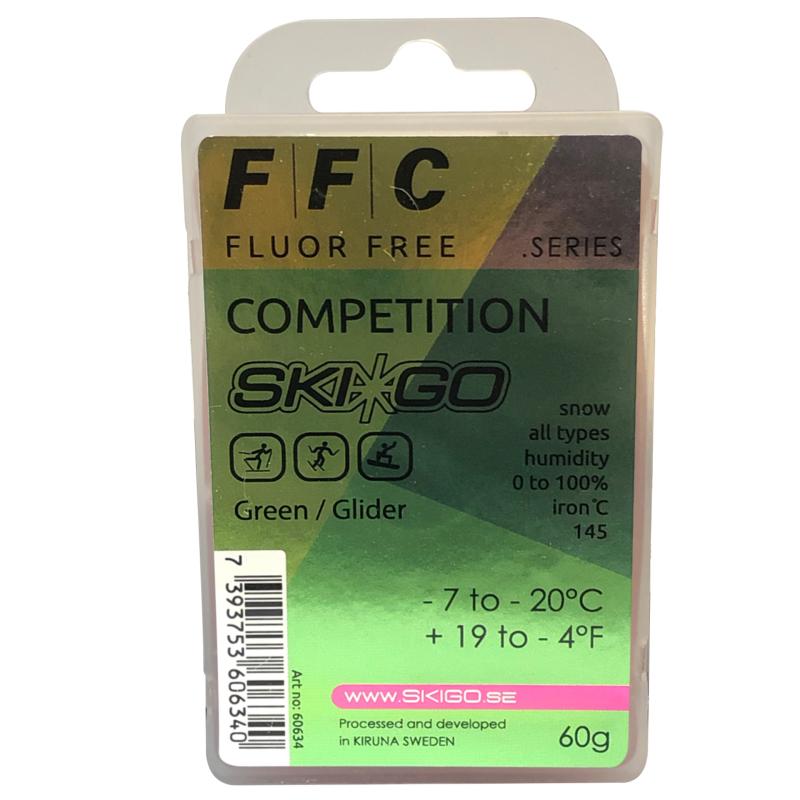 F|F|C
FLUOR FREE .SERIES
COMPETITION
SKI*GO
Green / Glider
snow
all types
humidity
0 to 100%
iron°C
145
- 7 to - 20°C
+ 19 to - 4°F
www.SKIGO.SE
Processed and developed
in KIRUNA SWEDEN
60g
7 393753 606340
Art no: 60634